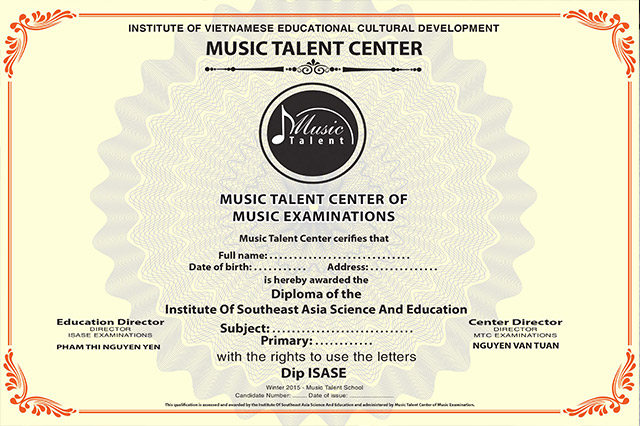 INSTITUTE OF VIETNAMESE EDUCATIONAL CULTURAL DEVELOPMENT
MUSIC TALENT CENTER
Music
Talent
MUSIC TALENT CENTER OF
MUSIC EXAMINATIONS
Music Talent Center cerifies that
Full name: . . . . . . . . . . . . . . . . . . . . . . . . . . . .
Date of birth: . . . . . . . . . . . Address: . . . . . . . . . . . . . .
is hereby awarded the
Diploma of the
Institute Of Southeast Asia Science And Education
Education Director
DIRECTOR
ISASE EXAMINATIONS
PHAM THI NGUYEN YEN
Subject: . . . . . . . . . . . . . . . . . . . . . . . .
Primary: . . . . . . . . . . . .
with the rights to use the letters
Dip ISASE
Center Director
DIRECTOR
MTC EXAMINATIONS
NGUYEN VAN TUAN
Winter 2015 - Music Talent School
Candidate Number: ........ Date of issue: ..............
This qualification is assessed and awarded by the Institute Of Southeast Asia Science And Education and administered by Music Talent Center of Music Examinations.